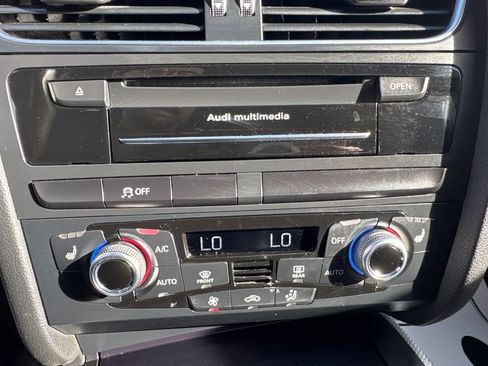 OPEN
Audi multimedia
OFF
A/C
LO LO
OFF
AUTO
FRONT
REAR
AUTO